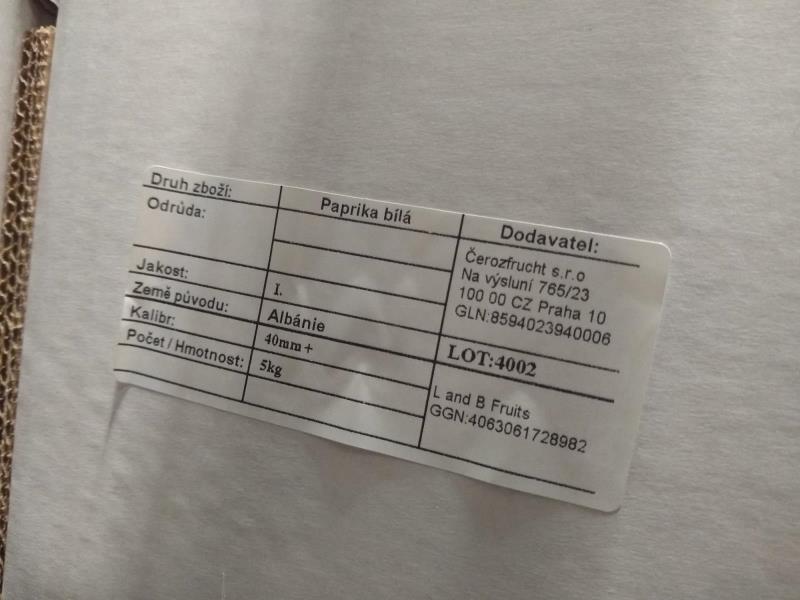 Druh zboží: Paprika bílá
Odrůda:
Jakost: I.
Země původu: Albánie
Kalibr: 40mm+
Počet / Hmotnost: 5kg
Dodavatel:
Čerozfrucht s.r.o
Na výsluní 765/23
100 00 CZ Praha 10
GLN:8594023940006
LOT:4002
L and B Fruits
GGN:4063061728982